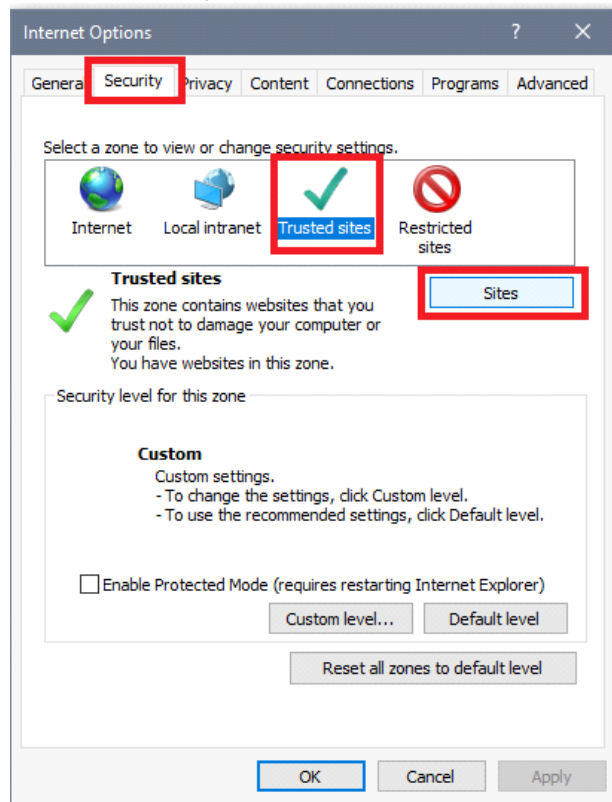 Internet Options
?
General Security Privacy Content Connections Programs Advanced
Select a zone to view or change security settings.
Internet Local intranet Trusted sites Restricted
sites
Trusted sites
Sites
This zone contains websites that you
trust not to damage your computer or
your files.
You have websites in this zone.
Security level for this zone
Custom
Custom settings.
- To change the settings, click Custom level.
- To use the recommended settings, click Default level.
Enable Protected Mode (requires restarting Internet Explorer)
Custom level... Default level
Reset all zones to default level
OK Cancel Apply